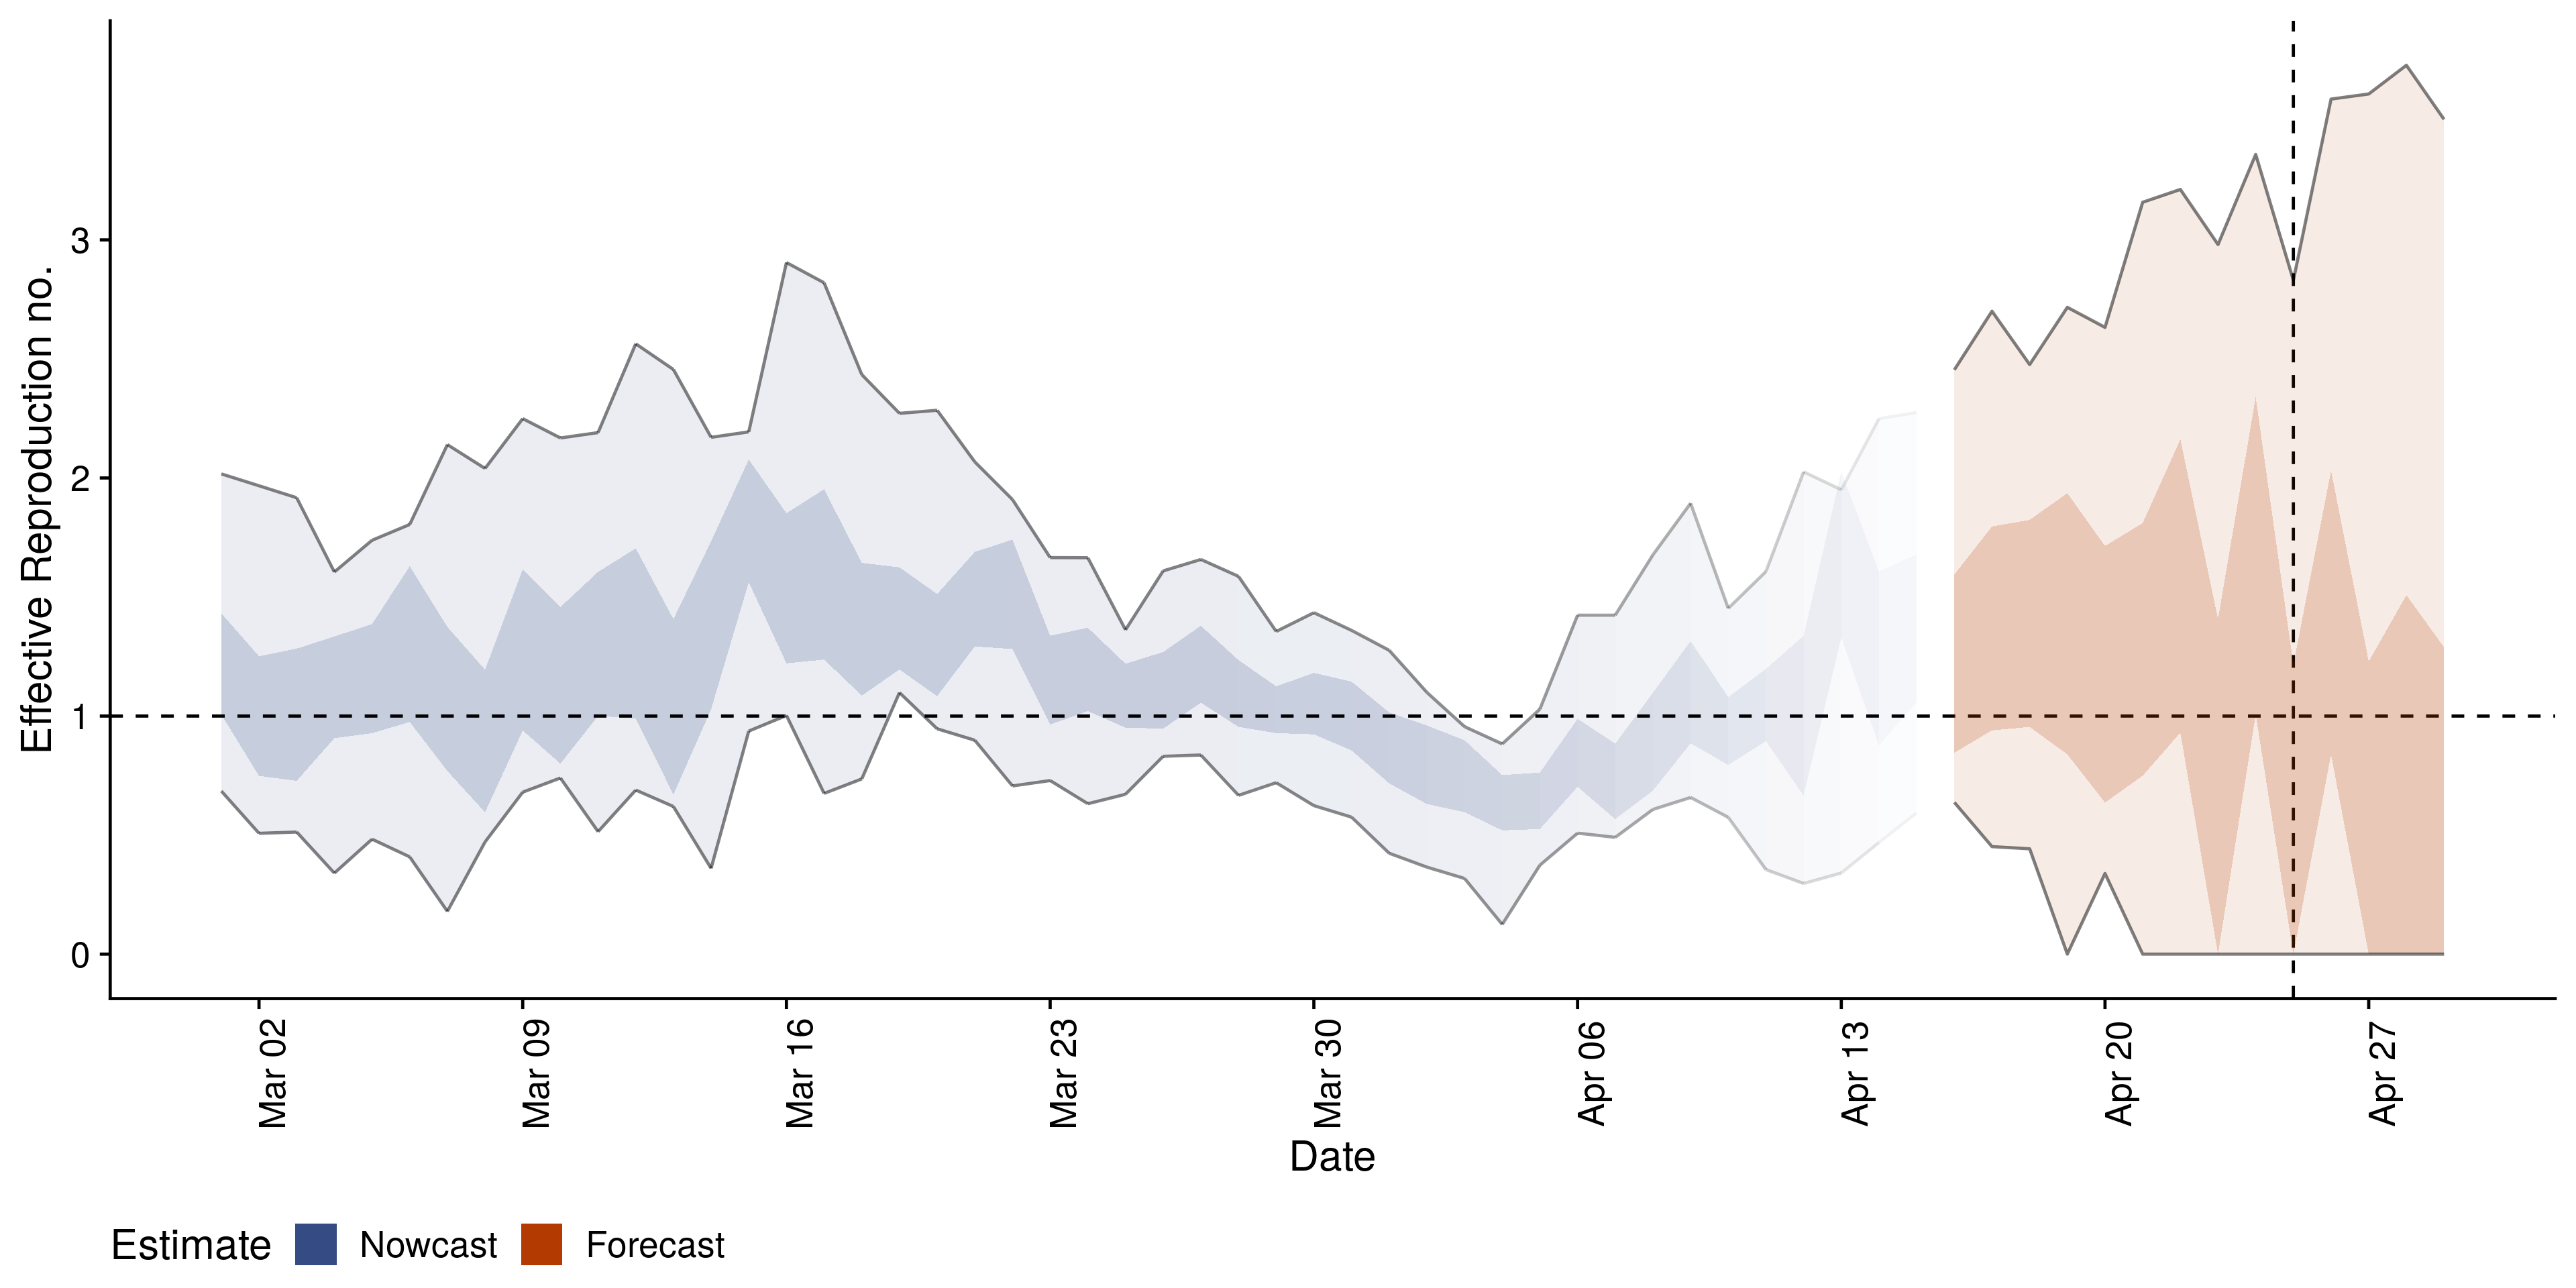 Effective Reproduction no.
3
2
1
0
Mar 02
Mar 09
Mar 16
Mar 23
Mar 30
Apr 06
Apr 13
Apr 20
Apr 27
Date
Estimate Nowcast Forecast